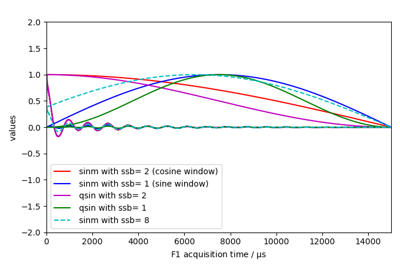 2.0
1.5
1.0
0.5
0.0
−0.5
−1.0
−1.5
−2.0
values
sinm with ssb= 2 (cosine window)
sinm with ssb= 1 (sine window)
qsin with ssb= 2
qsin with ssb= 1
sinm with ssb= 8
0 2000 4000 6000 8000 10000 12000 14000
F1 acquisition time / μs